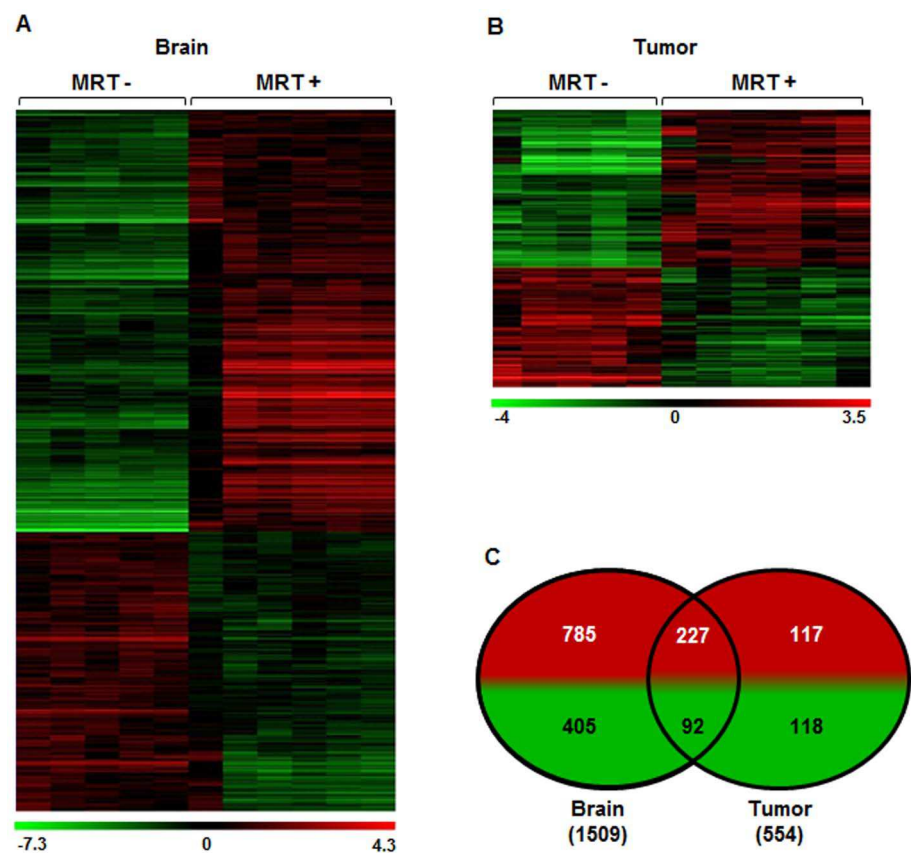 A
Brain
MRT - MRT +
-7.3 0 4.3
B
Tumor
MRT - MRT +
-4 0 3.5
C
785 227 117
405 92 118
Brain Tumor
(1509) (554)